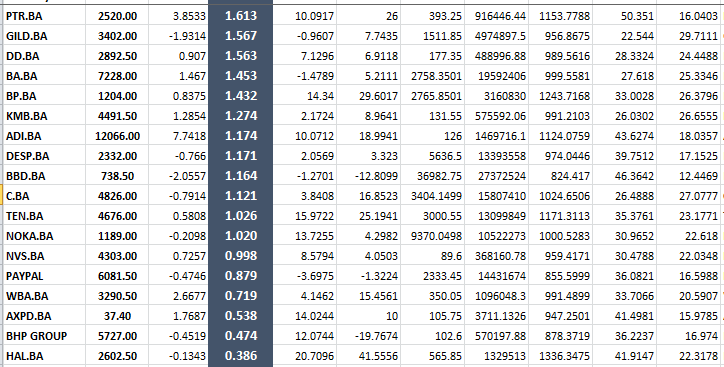 PTR.BA 2520.00 3.8533 1.613 10.0917 26 393.25 916446.44 1153.7788 50.351 16.0403
GILD.BA 3402.00 -1.9314 1.567 -0.9607 7.7435 1511.85 4974897.5 956.8675 22.544 29.7111
DD.BA 2892.50 0.907 1.563 7.1296 6.9118 177.35 488996.88 989.5616 28.3324 24.4488
BA.BA 7228.00 1.467 1.453 -1.4789 5.2111 2758.3501 19592406 999.5581 27.618 25.3346
BP.BA 1204.00 0.8375 1.432 14.34 29.6017 2765.8501 3160830 1243.7168 33.0028 26.3796
KMB.BA 4491.50 1.2854 1.274 2.1724 8.9641 131.55 575592.06 991.2103 26.0302 26.6555
ADI.BA 12066.00 7.7418 1.174 10.0712 18.9941 126 1469716.1 1124.0759 43.6274 18.0357
DESP.BA 2332.00 -0.766 1.171 2.0569 3.323 5636.5 13393558 974.0446 39.7512 17.1525
BBD.BA 738.50 -2.0557 1.164 -1.2701 -12.8099 36982.75 27372524 824.417 46.3642 12.4469
C.BA 4826.00 -0.7914 1.121 3.8408 16.8523 3404.1499 15807410 1024.6506 26.4888 27.0777
TEN.BA 4676.00 0.5808 1.026 15.9722 25.1941 3000.55 13099849 1171.3113 35.3761 23.1771
NOKA.BA 1189.00 -0.2098 1.020 13.7255 4.2982 9370.0498 10522273 1000.5283 30.9652 22.618
NVS.BA 4303.00 0.7257 0.998 8.5794 4.0503 89.6 368160.78 959.4171 30.4788 22.0348
PAYPAL 6081.50 -0.4746 0.879 -3.6975 -1.3224 2333.45 14431674 855.5999 36.0821 16.5988
WBA.BA 3290.50 2.6677 0.719 4.1462 15.4561 350.05 1096048.3 991.4899 33.7066 20.5907
AXPD.BA 37.40 1.7687 0.538 14.0244 10 105.75 3711.1326 947.2501 41.4981 15.9785
BHP GROUP 5727.00 -0.4519 0.474 12.0744 -19.7674 102.6 570197.88 878.3719 36.2237 16.974
HAL.BA 2602.50 -0.1343 0.386 20.7096 41.5556 565.85 1329513 1336.3475 41.9147 22.3178